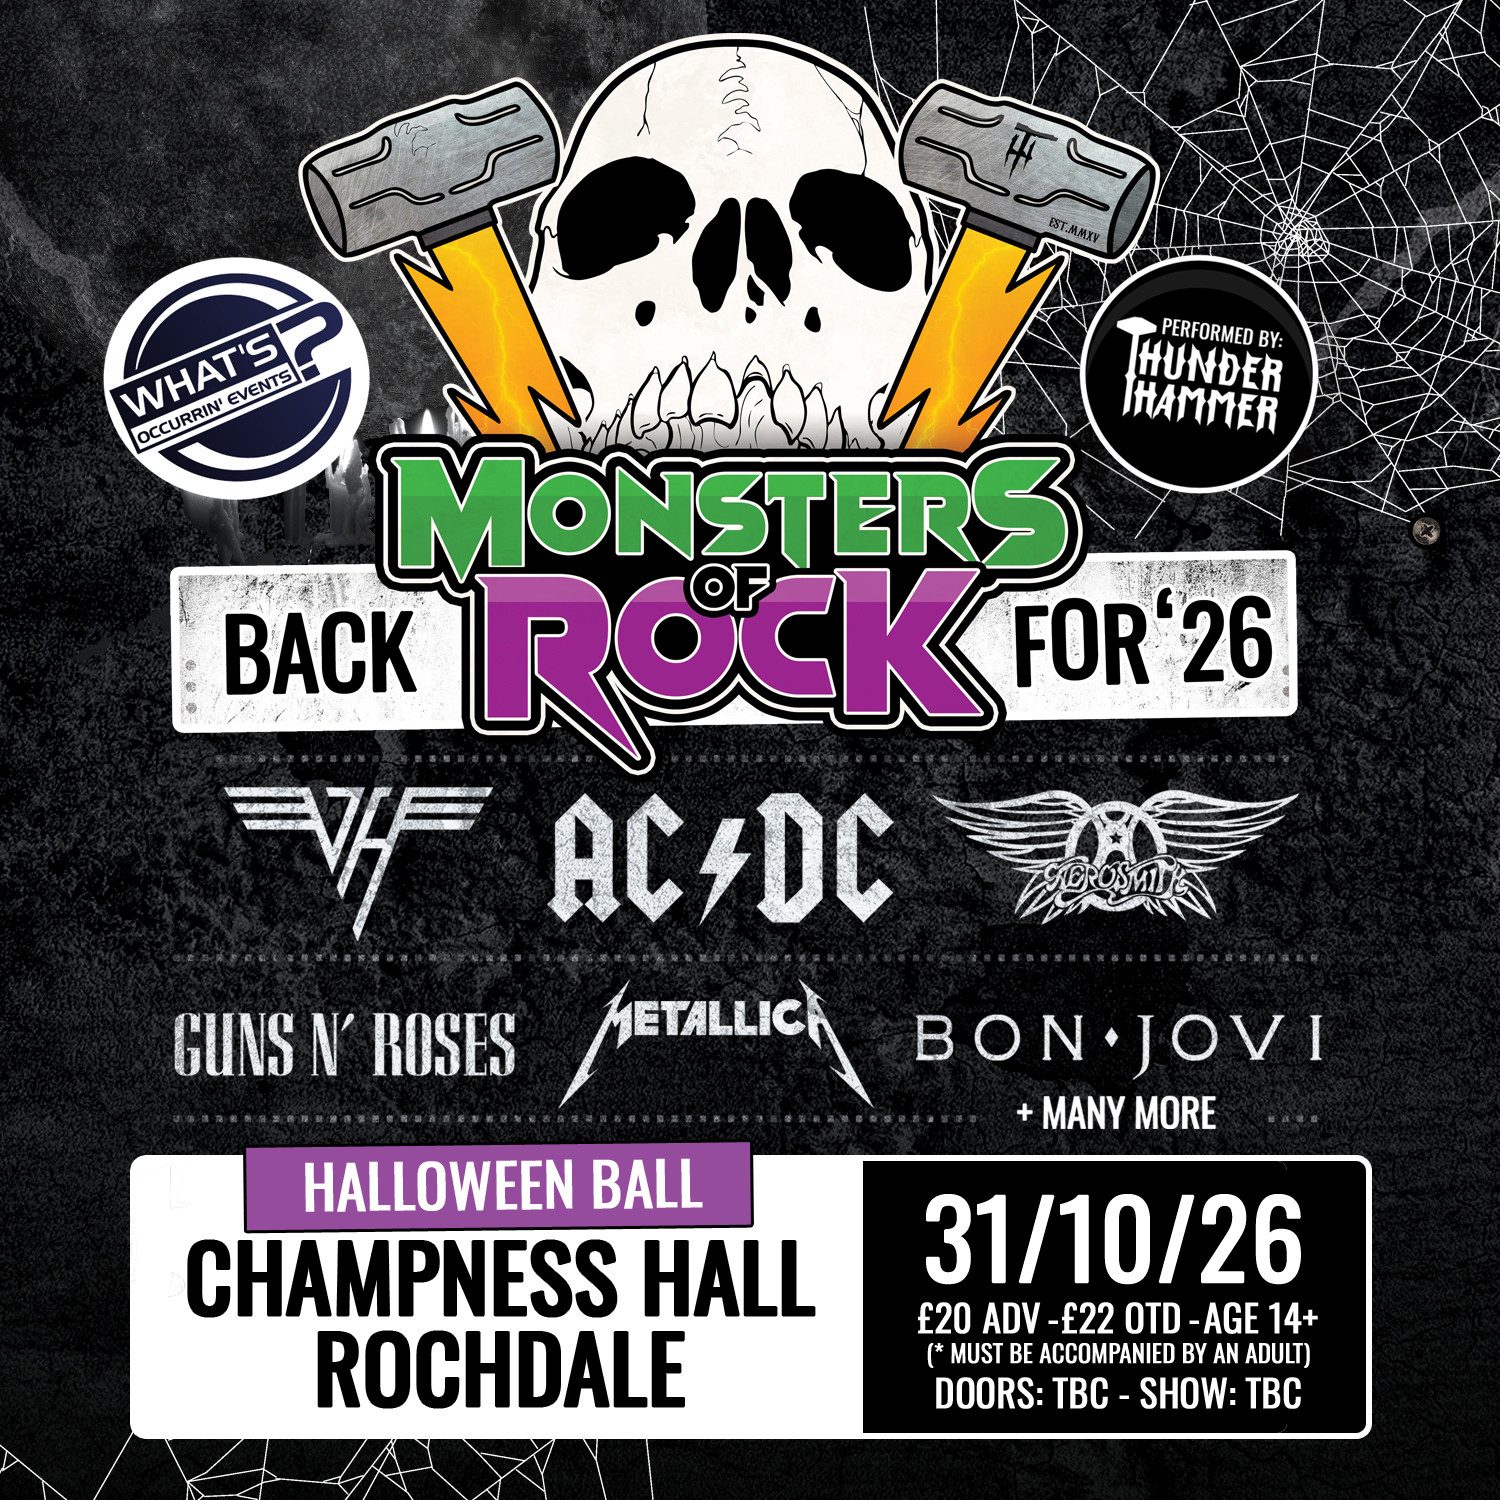 EST.MMXV
WHAT'S ?
OCCURRIN' EVENTS
PERFORMED BY:
THUNDER
HAMMER
MONSTERS
OF
ROCK
BACK FOR '26
VH
AC DC
AEROSMITH
GUNS N' ROSES
METALLICA
BON JOVI
+ MANY MORE
HALLOWEEN BALL
CHAMPNESS HALL
ROCHDALE
31/10/26
£20 ADV -£22 OTD -AGE 14+
(* MUST BE ACCOMPANIED BY AN ADULT)
DOORS: TBC - SHOW: TBC